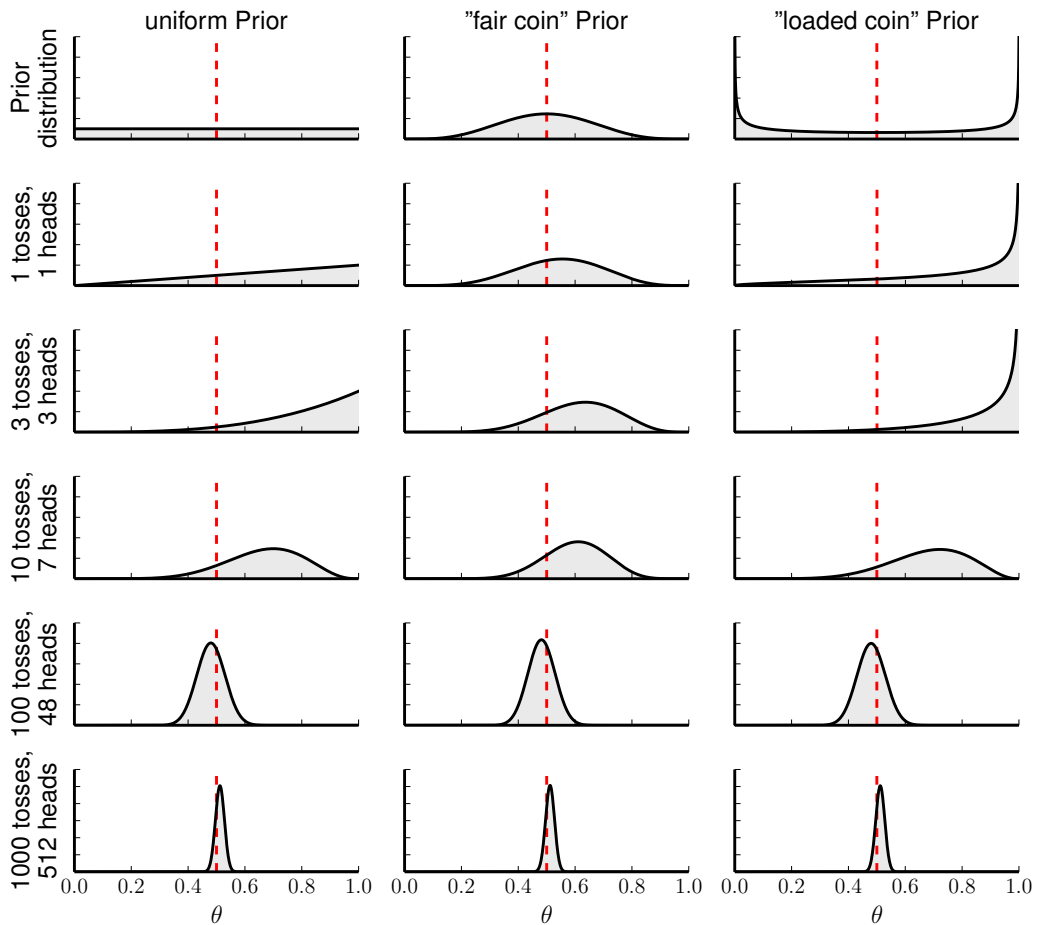 uniform Prior
"fair coin" Prior
"loaded coin" Prior
Prior
distribution
1 tosses,
1 heads
3 tosses,
3 heads
10 tosses,
7 heads
100 tosses,
48 heads
1000 tosses,
512 heads
0.0 0.2 0.4 0.6 0.8 1.0
θ
0.0 0.2 0.4 0.6 0.8 1.0
θ
0.0 0.2 0.4 0.6 0.8 1.0
θ